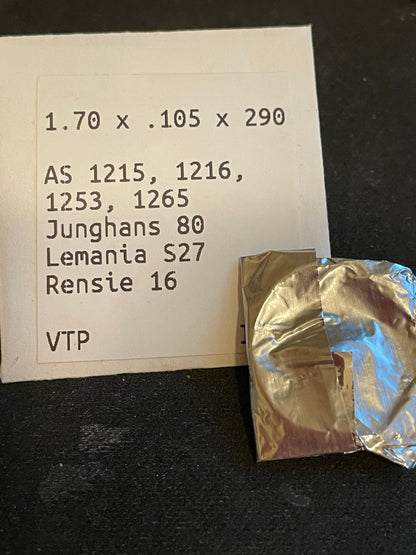 1.70 x .105 x 290
AS 1215, 1216,
1253, 1265
Junghans 80
Lemania S27
Rensie 16
VTP